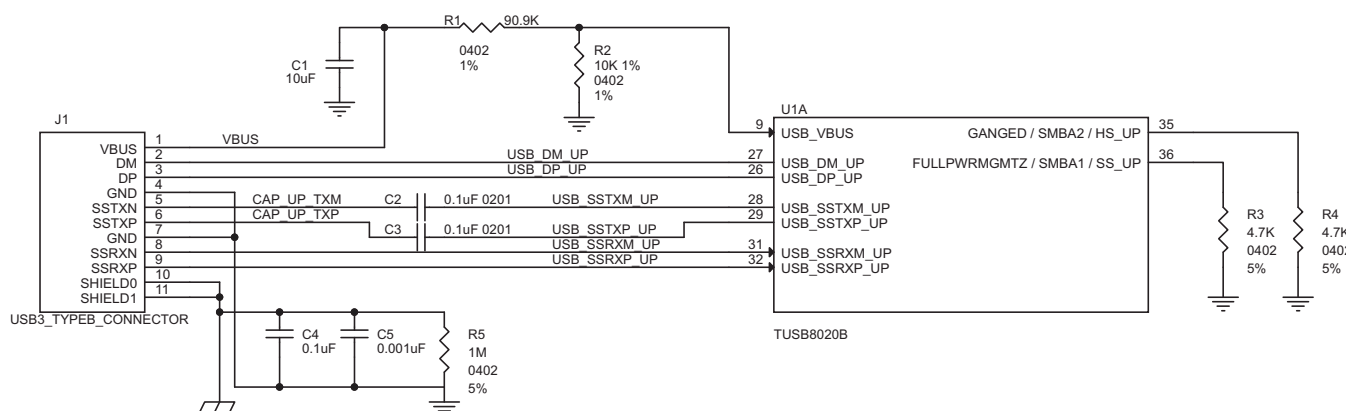 R1
90.9K
0402
1%
C1
10uF
R2
10K 1%
0402
1%
J1
U1A
VBUS
DM
DP
GND
SSTXN
SSTXP
GND
SSRXN
SSRXP
SHIELD0
SHIELD1
1
2
3
4
5
6
7
8
9
10
11
USB3_TYPEB_CONNECTOR
VBUS
USB_DM_UP
USB_DP_UP
CAP_UP_TXM
C2
0.1uF 0201
USB_SSTXM_UP
CAP_UP_TXP
C3
0.1uF 0201
USB_SSTXP_UP
USB_SSRXM_UP
USB_SSRXP_UP
9
27
26
28
29
31
32
USB_VBUS
USB_DM_UP
USB_DP_UP
USB_SSTXM_UP
USB_SSTXP_UP
USB_SSRXM_UP
USB_SSRXP_UP
GANGED / SMBA2 / HS_UP
35
FULLPWRMGMTZ / SMBA1 / SS_UP
36
TUSB8020B
R3
4.7K
0402
5%
R4
4.7K
0402
5%
C4
0.1uF
C5
0.001uF
R5
1M
0402
5%